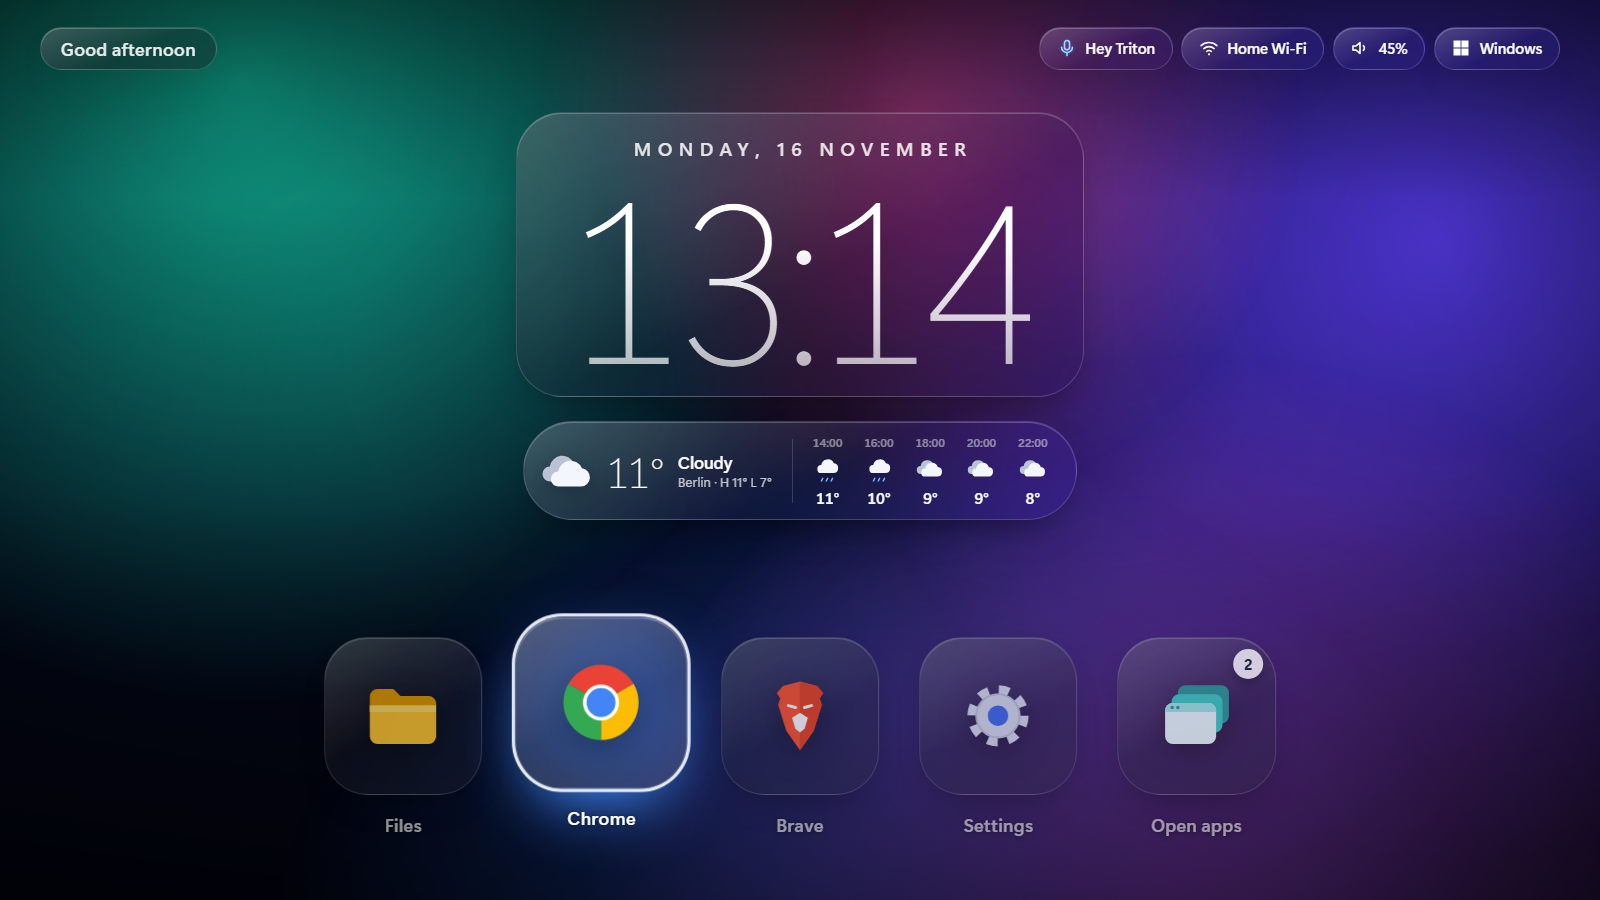 Good afternoon
Hey Triton
Home Wi-Fi
45%
Windows
MONDAY, 16 NOVEMBER
13:14
11°
Cloudy
Berlin · H 11° L 7°
14:00 16:00 18:00 20:00 22:00
11° 10° 9° 9° 8°
2
Files
Chrome
Brave
Settings
Open apps